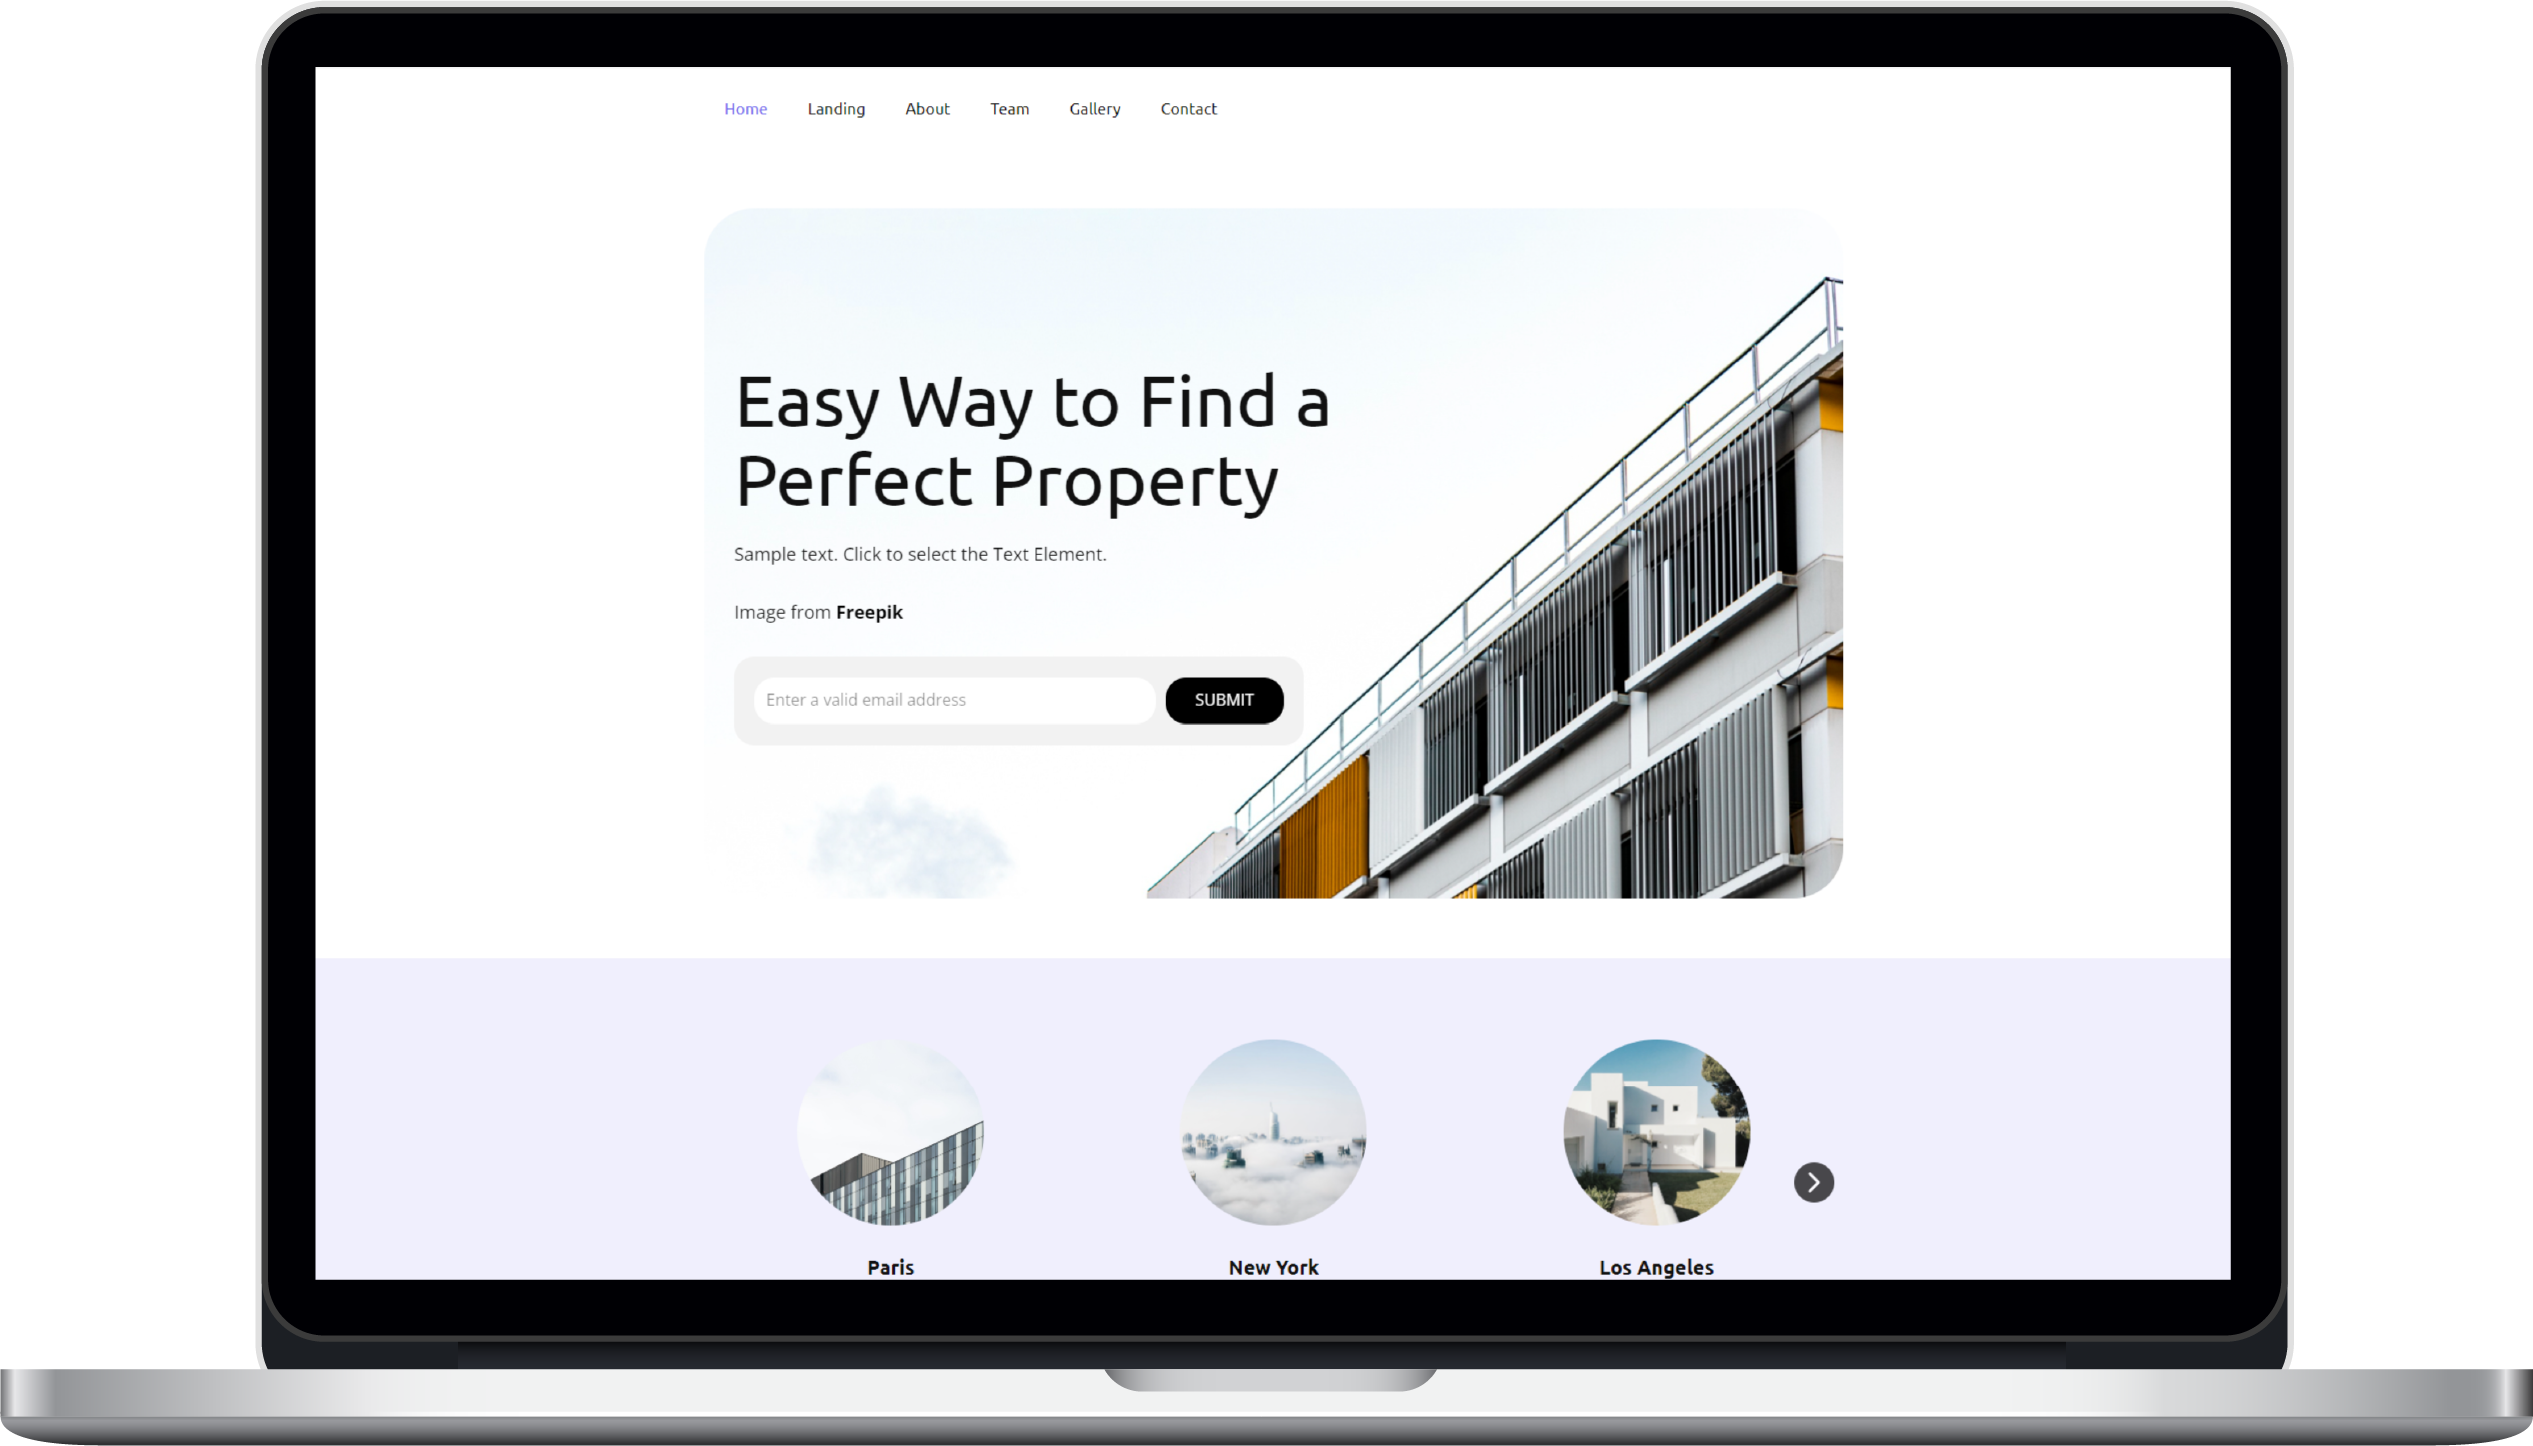 Home Landing About Team Gallery Contact
Easy Way to Find a
Perfect Property
Sample text. Click to select the Text Element.
Image from Freepik
Enter a valid email address SUBMIT
Paris New York Los Angeles